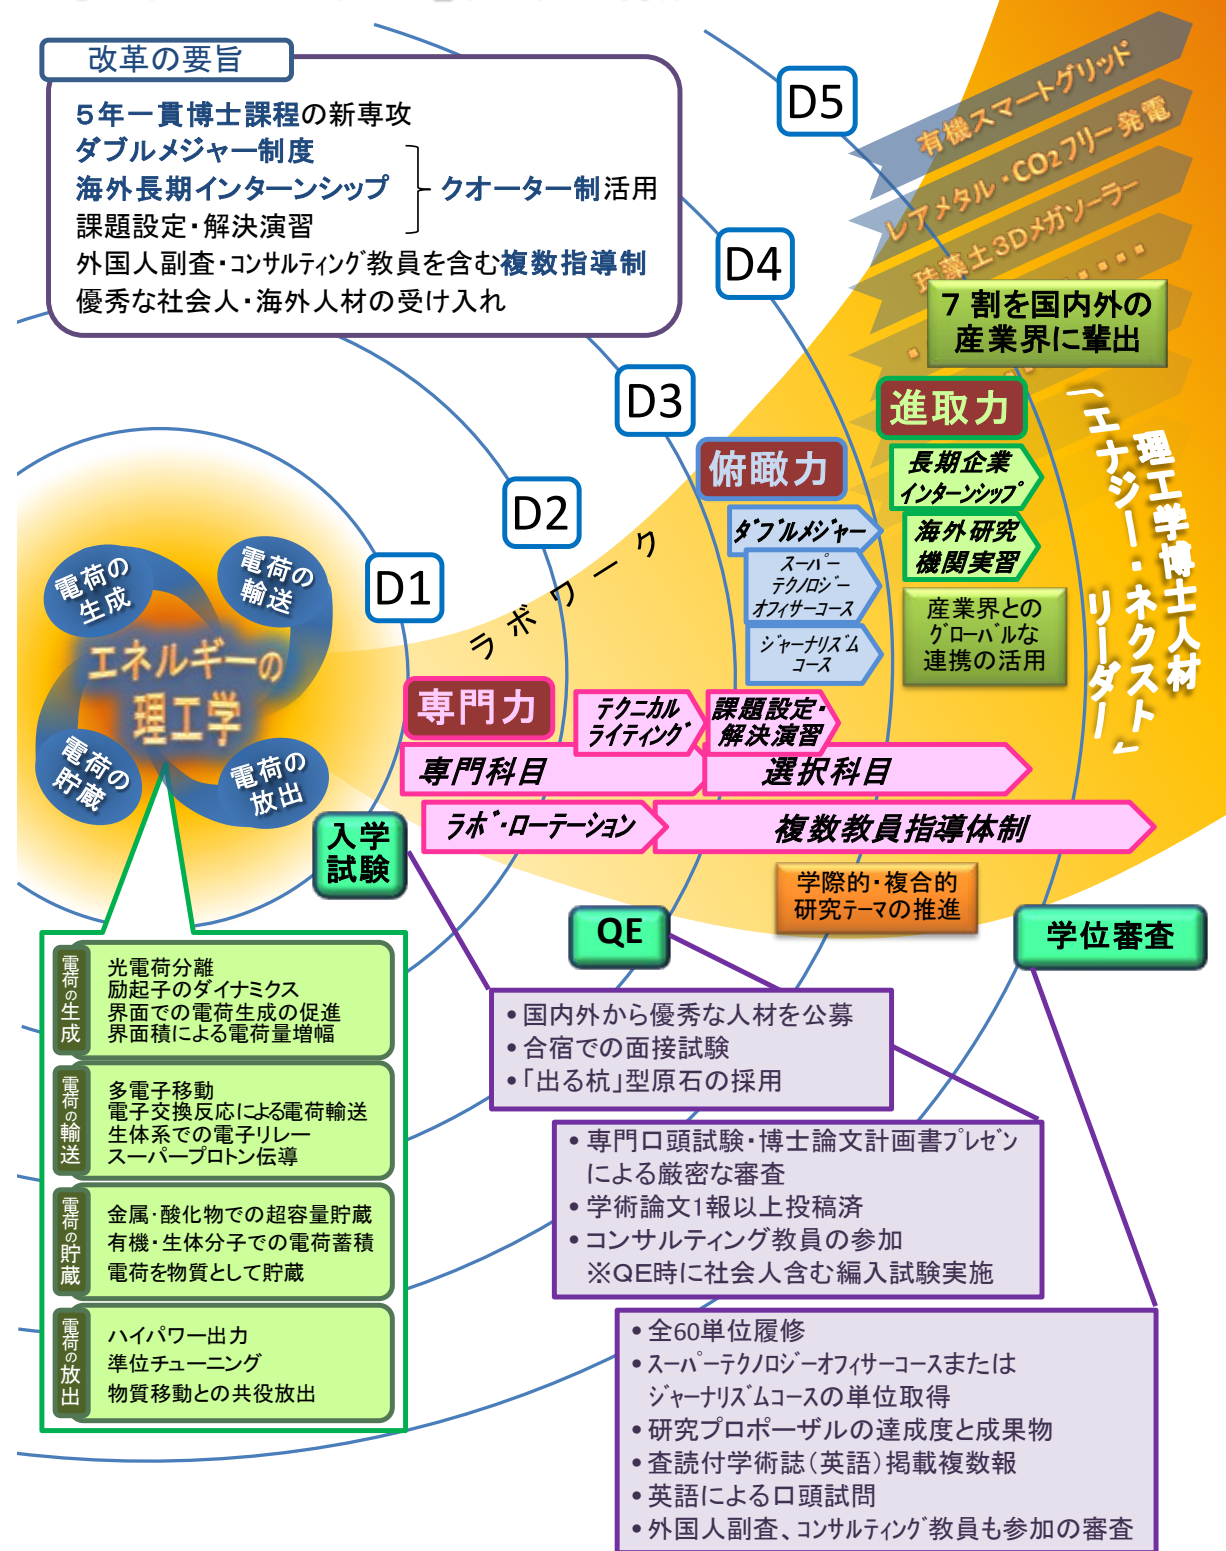 改革の要旨
５年一貫博士課程の新専攻
ダブルメジャー制度
海外長期インターンシップ
クオーター制活用
課題設定・解決演習
外国人副査・コンサルティング教員を含む複数指導制
優秀な社会人・海外人材の受け入れ
D5
D4
D3
D2
D1
有機スマートグリッド
レアメタル・CO2フリー発電
珪藻土3Dメガソーラー
７割を国内外の
産業界に輩出
進取力
長期企業
インターンシップ
海外研究
機関実習
産業界との
グローバルな
連携の活用
理工学博士人材
「エナジー・ネクスト」
リーダー
俯瞰力
ダブルメジャー
スーパー
テクノロジー
オフィサーコース
ジャーナリズム
コース
ラボワーク
電荷の
生成
電荷の
輸送
エネルギーの
理工学
電荷の
貯蔵
電荷の
放出
専門力
テクニカル
ライティング
課題設定・
解決演習
専門科目
選択科目
ラボ・ローテーション
複数教員指導体制
入学
試験
学際的・複合的
研究テーマの推進
QE
学位審査
電荷の生成
光電荷分離
励起子のダイナミクス
界面での電荷生成の促進
界面積による電荷量増幅
電荷の輸送
多電子移動
電子交換反応による電荷輸送
生体系での電子リレー
スーパープロトン伝導
電荷の貯蔵
金属・酸化物での超容量貯蔵
有機・生体分子での電荷蓄積
電荷を物質として貯蔵
電荷の放出
ハイパワー出力
準位チューニング
物質移動との共役放出
• 国内外から優秀な人材を公募
• 合宿での面接試験
• 「出る杭」型原石の採用
• 専門口頭試験・博士論文計画書プレゼン
による厳密な審査
• 学術論文1報以上投稿済
• コンサルティング教員の参加
※QE時に社会人含む編入試験実施
• 全60単位履修
• スーパーテクノロジーオフィサーコースまたは
ジャーナリズムコースの単位取得
• 研究プロポーザルの達成度と成果物
• 査読付学術誌（英語）掲載複数報
• 英語による口頭試問
• 外国人副査、コンサルティング教員も参加の審査